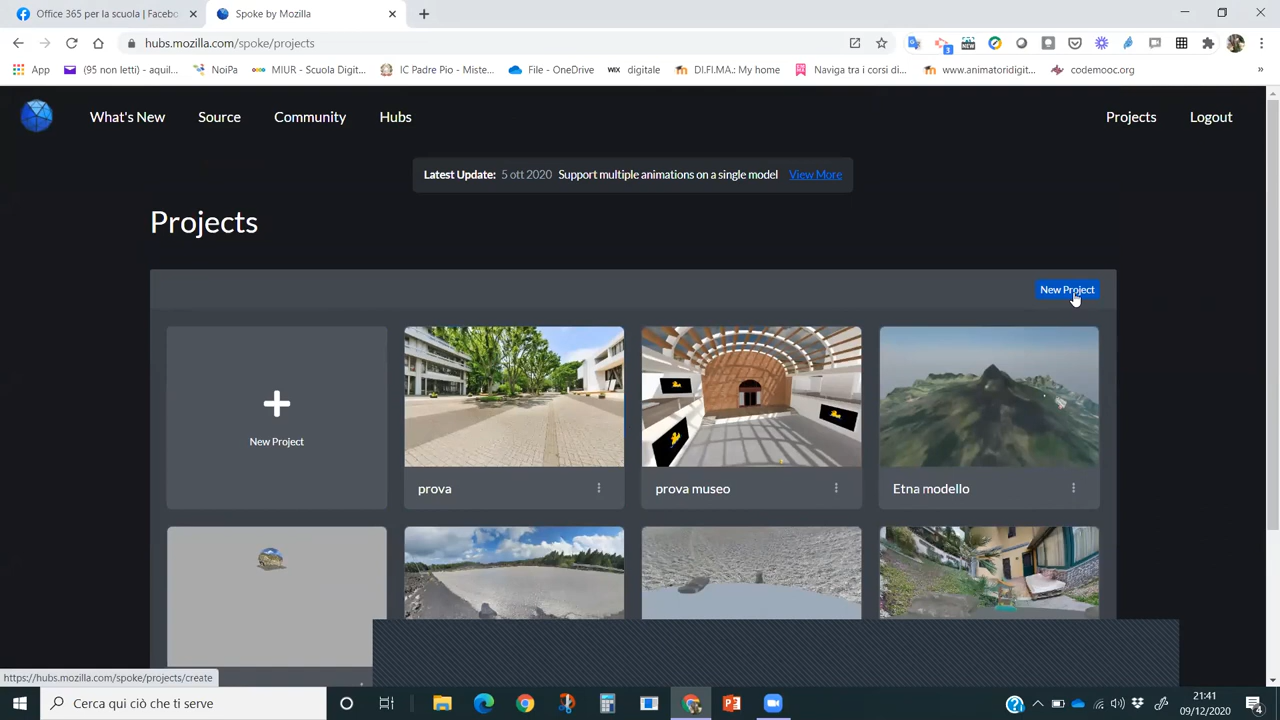 Office 365 per la scuola | Facebo
Spoke by Mozilla
hubs.mozilla.com/spoke/projects
App
(95 non letti) - aquil...
NoiPa
MIUR - Scuola Digit...
IC Padre Pio - Miste...
File - OneDrive
WIX digitale
DI.FI.MA.: My home
Naviga tra i corsi di...
www.animatoridigit...
codemooc.org
What's New
Source
Community
Hubs
Projects
Logout
Latest Update: 5 ott 2020 Support multiple animations on a single model View More
Projects
New Project
New Project
prova
prova museo
Etna modello
https://hubs.mozilla.com/spoke/projects/create
Cerca qui ciò che ti serve
21:41
09/12/2020